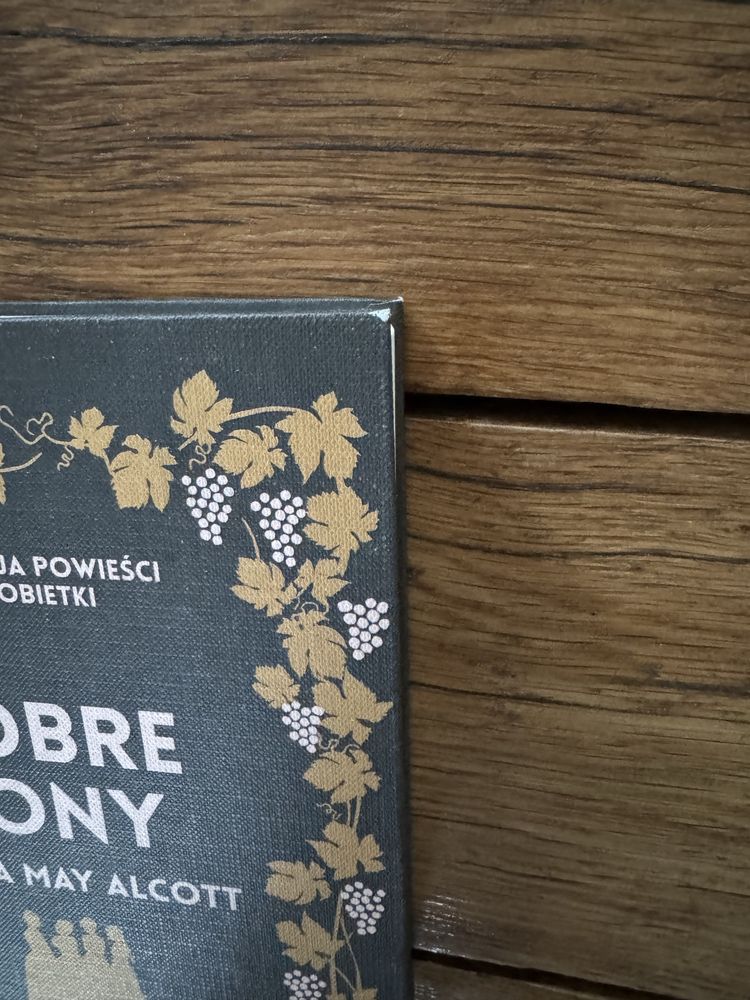 JA POWIEŚCI
OBIETKI
OBRE
ONY
A MAY ALCOTT